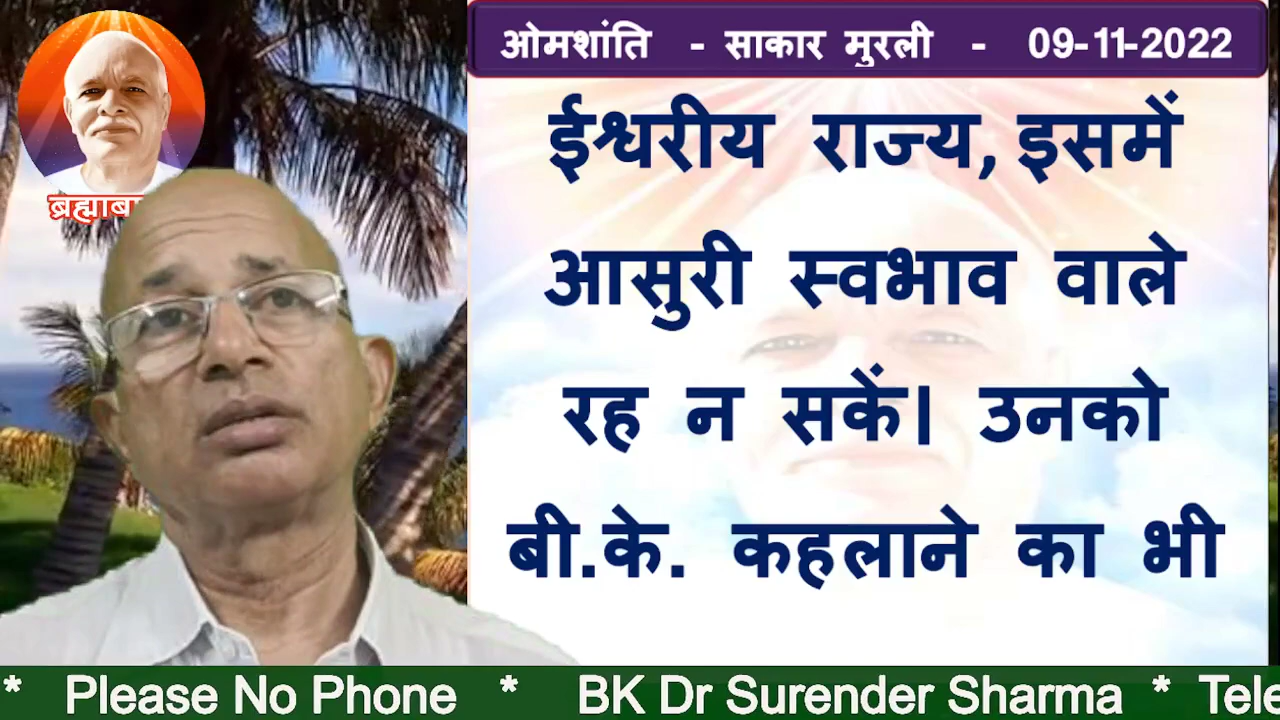 ओमशांति - साकार मुरली - 09-11-2022
ईश्वरीय राज्य, इसमें
आसुरी स्वभाव वाले
रह न सकें। उनको
बी.के. कहलाने का भी
* Please No Phone * BK Dr Surender Sharma *